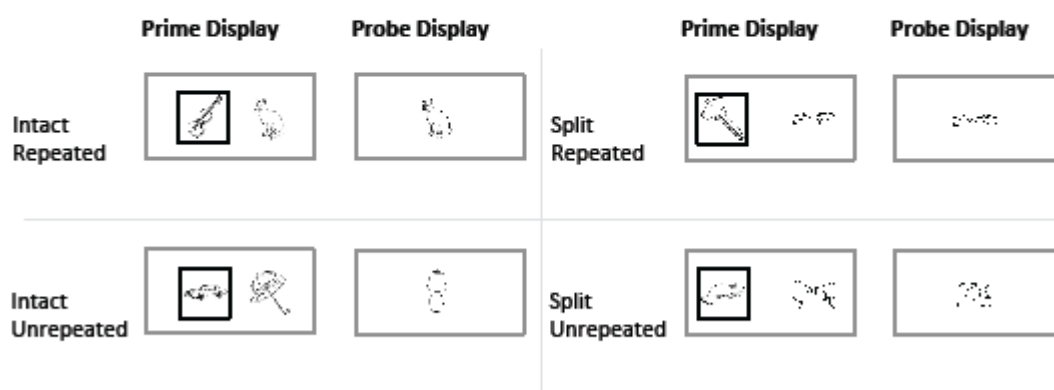 Prime Display Probe Display Prime Display Probe Display
Intact
Repeated
Split
Repeated
Intact
Unrepeated
Split
Unrepeated